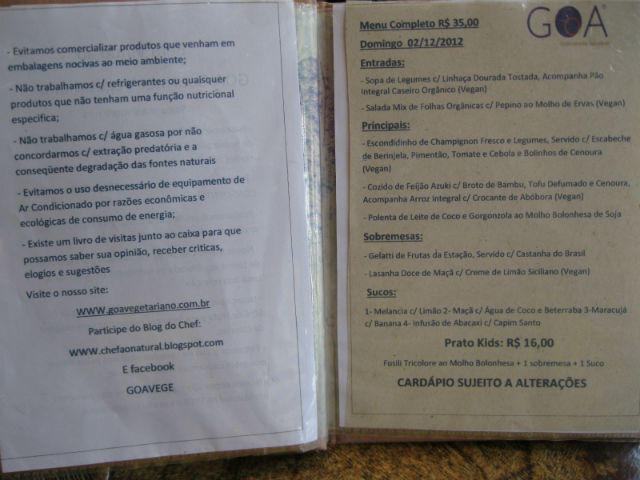 - Evitamos comercializar produtos que venham em
embalagens nocivas ao meio ambiente;
- Não trabalhamos c/ refrigerantes ou quaisquer
produtos que não tenham uma função nutricional
especifica;
- Não trabalhamos c/ água gasosa por não
concordarmos c/ extração predatória e a
conseqüente degradação das fontes naturais
- Evitamos o uso desnecessário de equipamento de
Ar Condicionado por razões econômicas e
ecológicas de consumo de energia;
- Existe um livro de visitas junto ao caixa para que
possamos saber sua opinião, receber criticas,
elogios e sugestões
Visite o nosso site:
www.goavegetariano.com.br
Participe do Blog do Chef:
www.chefaonatural.blogspot.com
E facebook
GOAVEGE
GOA
Menu Completo R$ 35,00
Domingo 02/12/2012
Entradas:
- Sopa de Legumes c/ Linhaça Dourada Tostada, Acompanha Pão
Integral Caseiro Orgânico (Vegan)
- Salada Mix de Folhas Orgânicas c/ Pepino ao Molho de Ervas (Vegan)
Principais:
- Escondidinho de Champignon Fresco e Legumes, Servido c/ Escabeche
de Berinjela, Pimentão, Tomate e Cebola e Bolinhos de Cenoura
(Vegan)
- Cozido de Feijão Azuki c/ Broto de Bambu, Tofu Defumado e Cenoura,
Acompanha Arroz Integral c/ Crocante de Abóbora (Vegan)
- Polenta de Leite de Coco e Gorgonzola ao Molho Bolonhesa de Soja
Sobremesas:
- Gelatti de Frutas da Estação, Servido c/ Castanha do Brasil
- Lasanha Doce de Maçã c/ Creme de Limão Siciliano (Vegan)
Sucos:
1- Melancia c/ Limão 2- Maçã c/ Água de Coco e Beterraba 3-Maracujá
c/ Banana 4- Infusão de Abacaxi c/ Capim Santo
Prato Kids: R$ 16,00
Fusili Tricolore ao Molho Bolonhesa + 1 sobremesa + 1 Suco
CARDÁPIO SUJEITO A ALTERAÇÕES